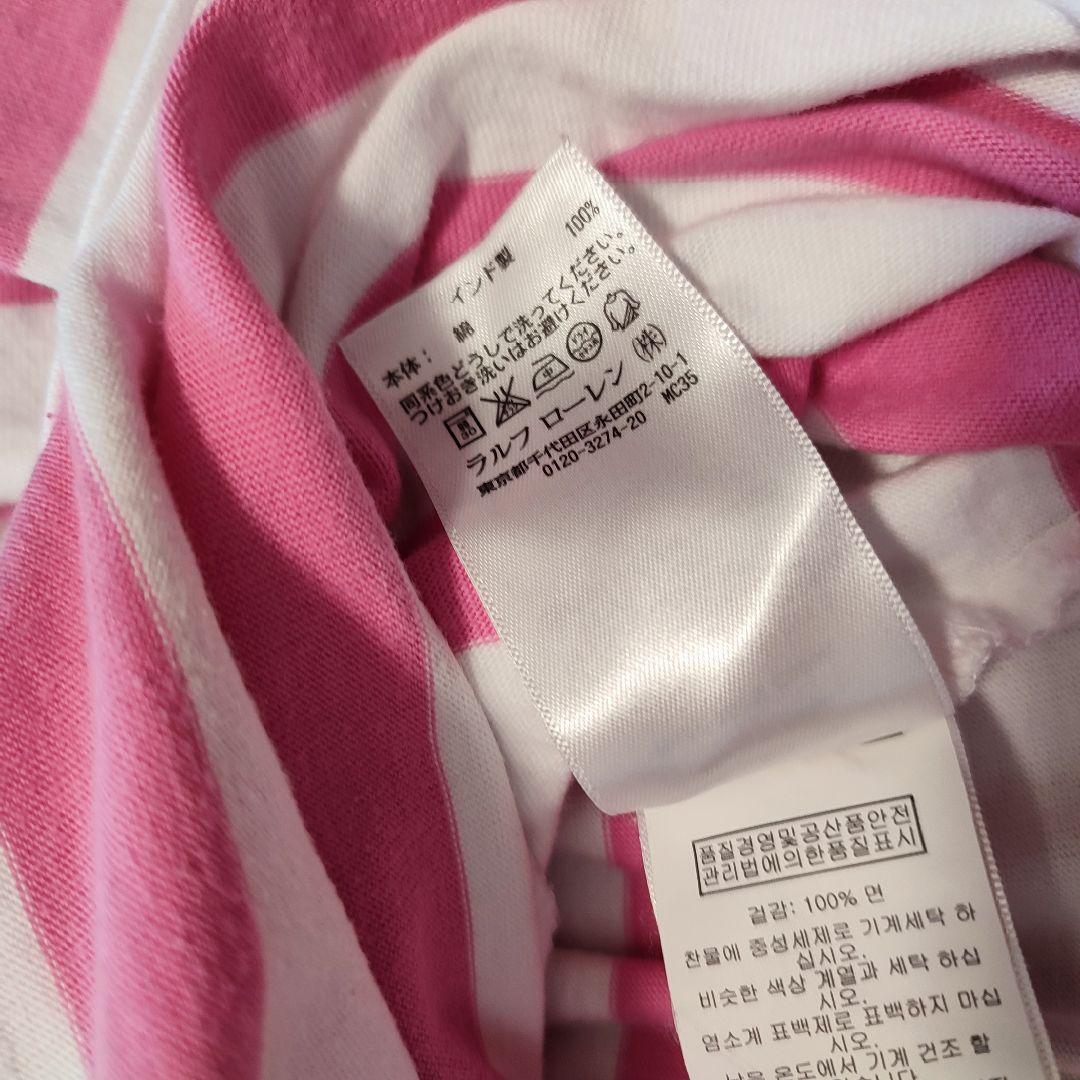 インド製
本体： 綿 100%
同系色どうしで洗ってください。
つけおき洗いはお避けください。
中
ラルフ ローレン ㈱
東京都千代田区永田町2-10-1
0120-3274-20 MC35
품질경영및공산품안전
관리법에의한품질표시
겉감: 100% 면
찬물에 중성세제로 기계세탁 하
십시오.
비슷한 색상 계열과 세탁 하십
시오.
염소계 표백제로 표백하지 마십
시오.
낮은 온도에서 기계 건조 할